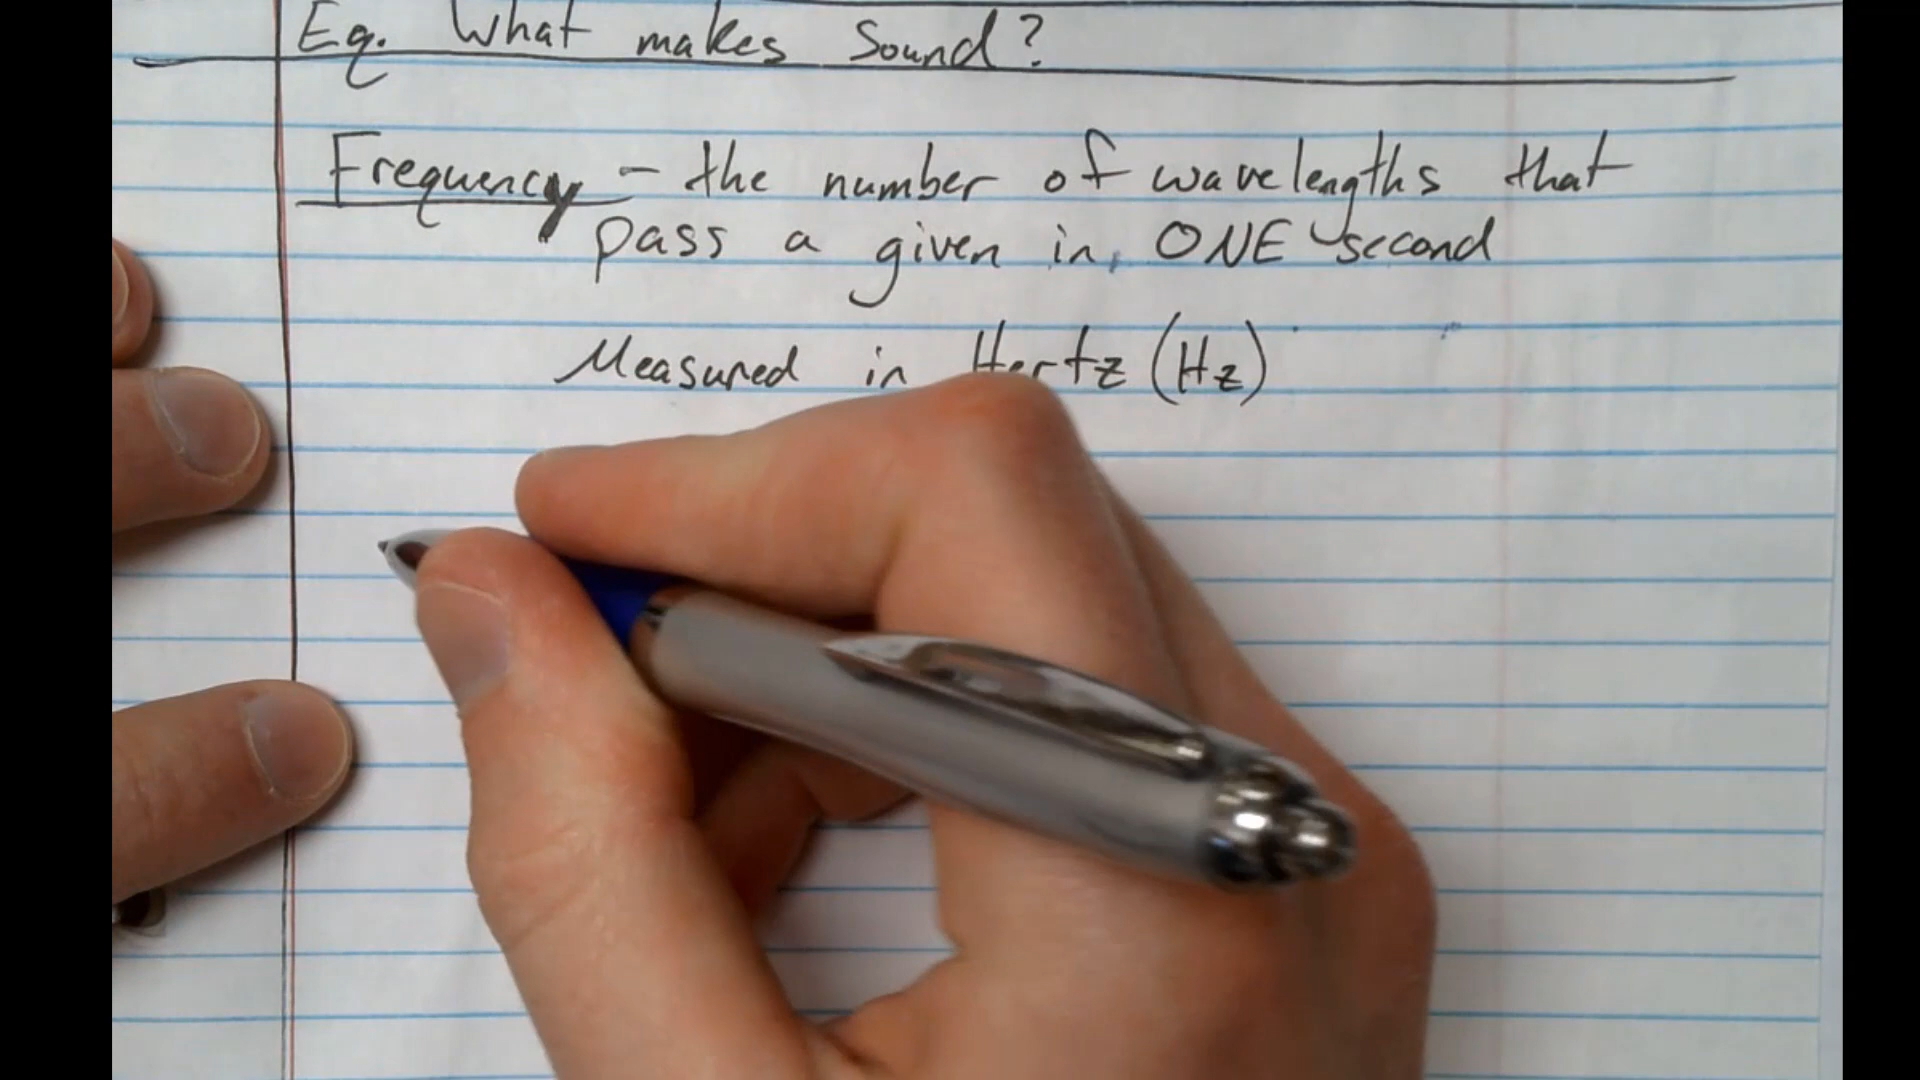 Eq. What makes Sound?
Frequency - the number of wavelengths that
pass a given in, ONE second
Measured in Hertz (Hz)